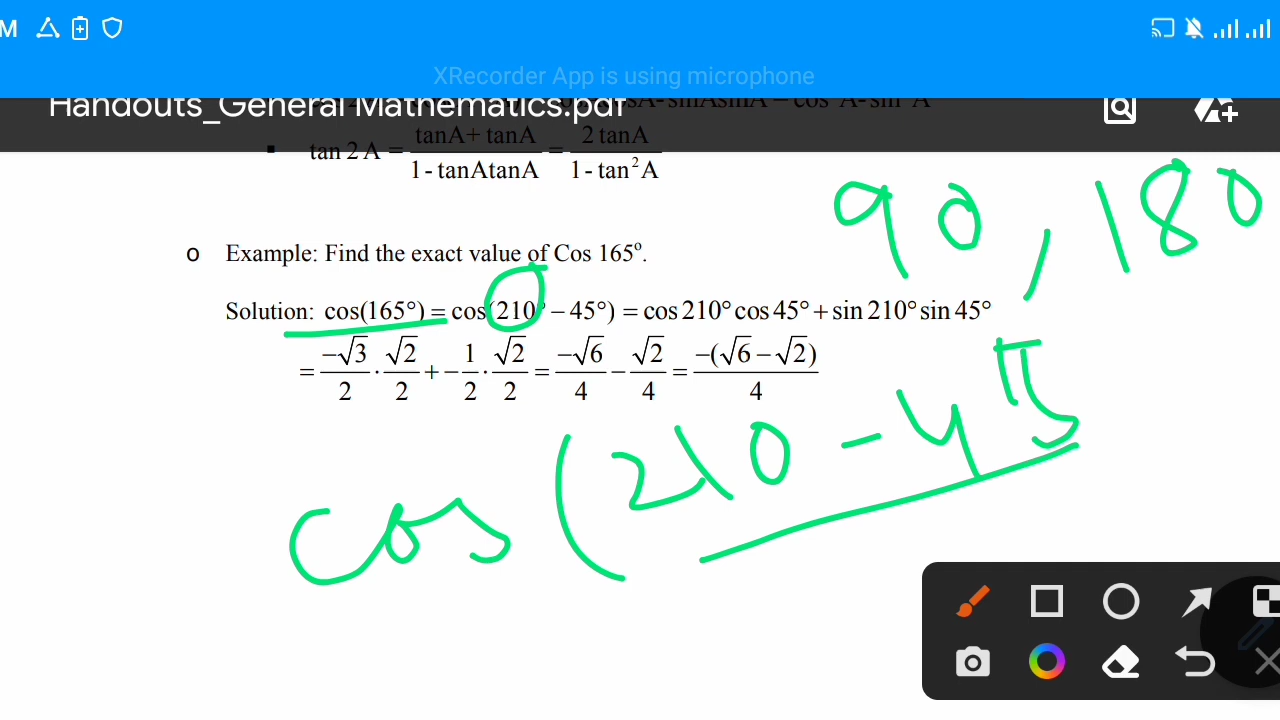 M
XRecorder App is using microphone
Handouts_General Mathematics.pdf
tan 2A = tanA+ tanA / 1 - tanAtanA = 2 tanA / 1 - tan²A
90, 180
o Example: Find the exact value of Cos 165º.
Solution: cos(165°) = cos(210° – 45°) = cos 210° cos 45° + sin 210° sin 45°
= –√3/2 · √2/2 + – 1/2 · √2/2 = –√6/4 – √2/4 = –(√6 – √2)/4
cos (210 - 45